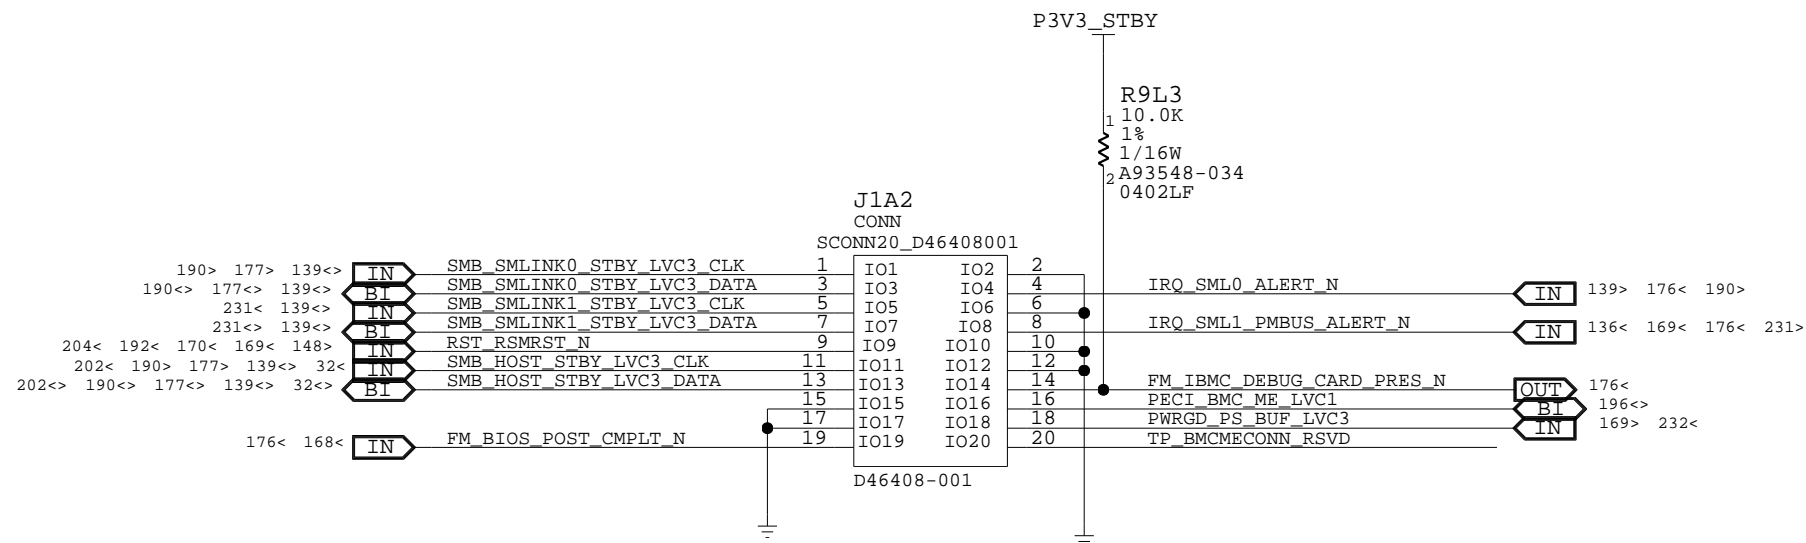 P3V3_STBY
R9L3
1 10.0K
1%
1/16W
2 A93548-034
0402LF
J1A2
CONN
SCONN20_D46408001
190> 177> 139<> IN SMB_SMLINK0_STBY_LVC3_CLK 1 IO1 IO2 2
190<> 177<> 139<> BI SMB_SMLINK0_STBY_LVC3_DATA 3 IO3 IO4 4 IRQ_SML0_ALERT_N IN 139> 176< 190>
231< 139<> IN SMB_SMLINK1_STBY_LVC3_CLK 5 IO5 IO6 6
231<> 139<> BI SMB_SMLINK1_STBY_LVC3_DATA 7 IO7 IO8 8 IRQ_SML1_PMBUS_ALERT_N IN 136< 169< 176< 231>
204< 192< 170< 169< 148> IN RST_RSMRST_N 9 IO9 IO10 10
202< 190> 177> 139<> 32< IN SMB_HOST_STBY_LVC3_CLK 11 IO11 IO12 12
202<> 190<> 177<> 139<> 32<> BI SMB_HOST_STBY_LVC3_DATA 13 IO13 IO14 14 FM_IBMC_DEBUG_CARD_PRES_N OUT 176<
15 IO15 IO16 16 PECI_BMC_ME_LVC1 BI 196<>
17 IO17 IO18 18 PWRGD_PS_BUF_LVC3 IN 169> 232<
176< 168< IN FM_BIOS_POST_CMPLT_N 19 IO19 IO20 20 TP_BMCMECONN_RSVD
D46408-001